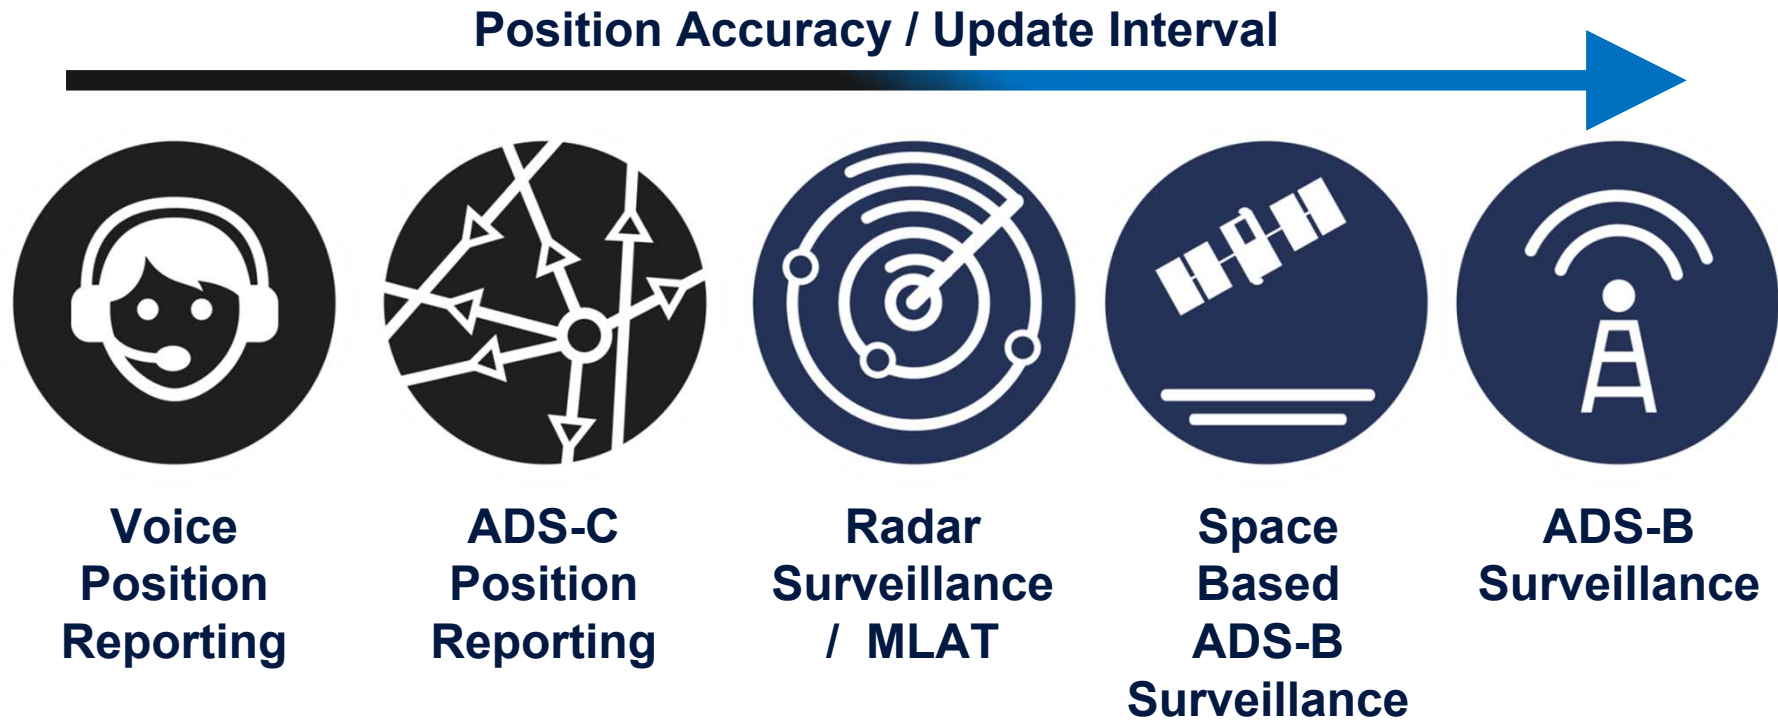 Position Accuracy / Update Interval
Voice
Position
Reporting
ADS-C
Position
Reporting
Radar
Surveillance
/ MLAT
Space
Based
ADS-B
Surveillance
ADS-B
Surveillance